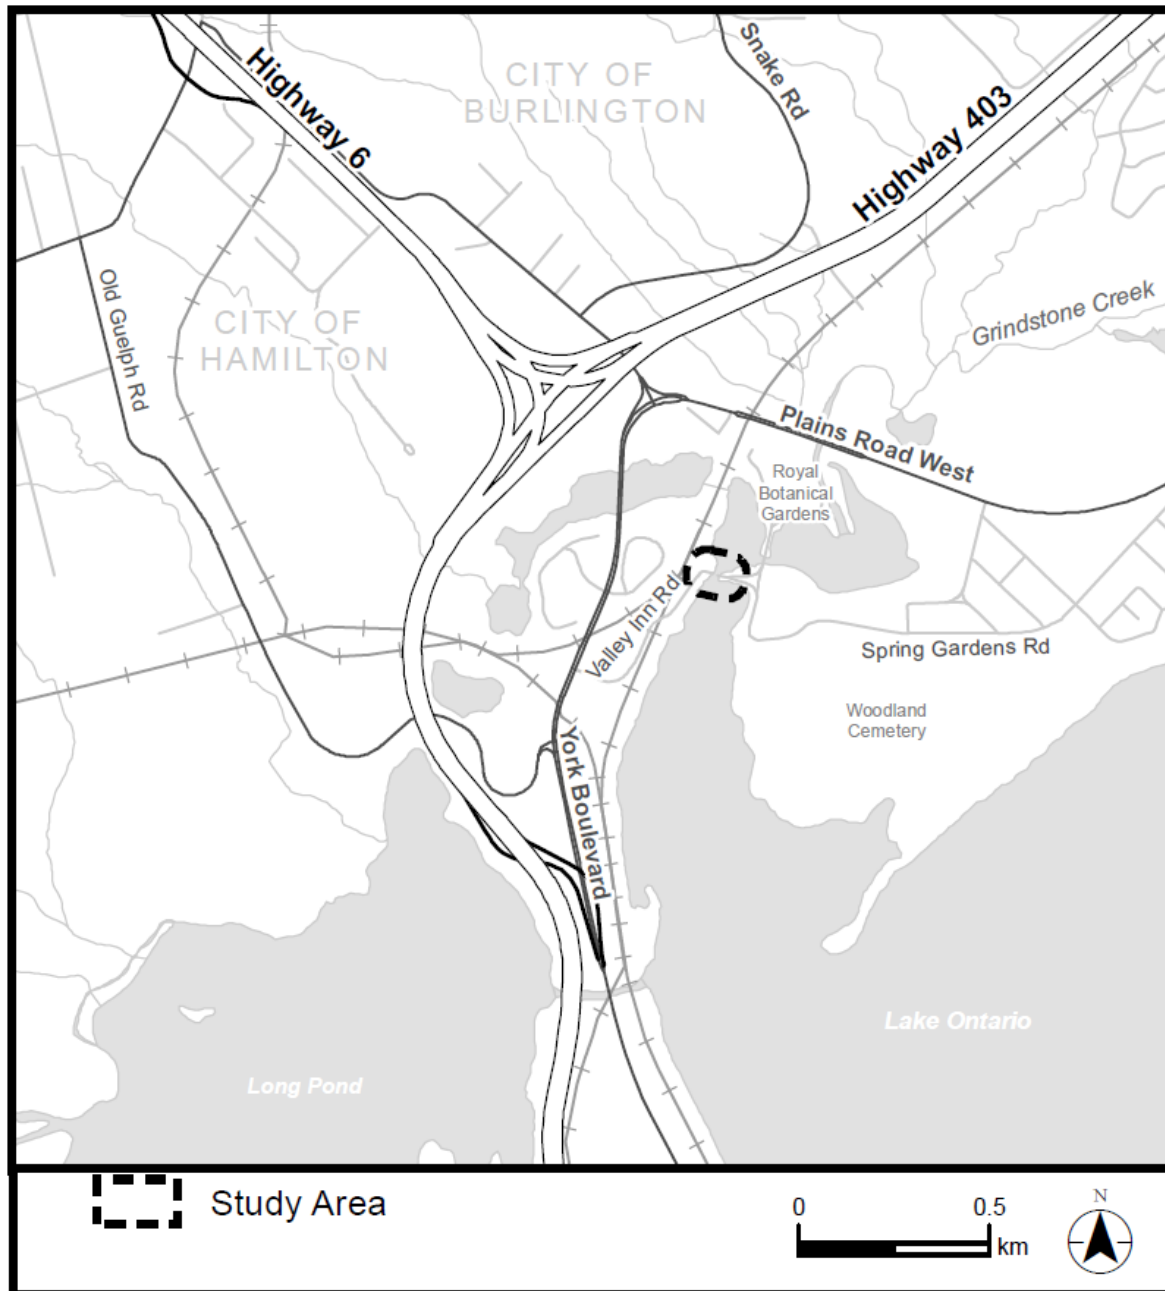 Highway 6
CITY OF
BURLINGTON
Snake Rd
Highway 403
Old Guelph Rd
CITY OF
HAMILTON
Grindstone Creek
Plains Road West
Royal
Botanical
Gardens
Valley Inn Rd
Spring Gardens Rd
Woodland
Cemetery
York Boulevard
Lake Ontario
Long Pond
Study Area
0 0.5
km
N